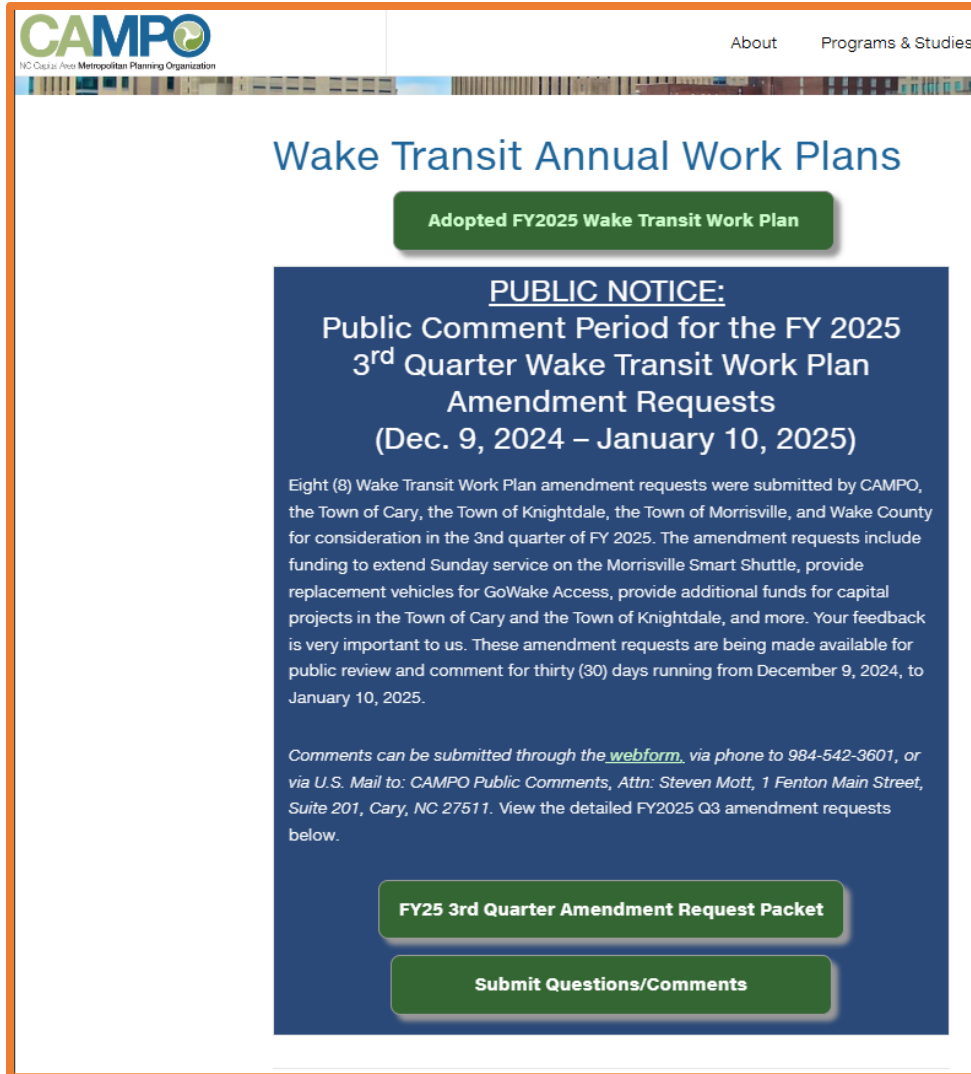 CAMPO
NC Capital Area Metropolitan Planning Organization
About Programs & Studies
Wake Transit Annual Work Plans
Adopted FY2025 Wake Transit Work Plan
PUBLIC NOTICE:
Public Comment Period for the FY 2025
3rd Quarter Wake Transit Work Plan
Amendment Requests
(Dec. 9, 2024 – January 10, 2025)
Eight (8) Wake Transit Work Plan amendment requests were submitted by CAMPO,
the Town of Cary, the Town of Knightdale, the Town of Morrisville, and Wake County
for consideration in the 3nd quarter of FY 2025. The amendment requests include
funding to extend Sunday service on the Morrisville Smart Shuttle, provide
replacement vehicles for GoWake Access, provide additional funds for capital
projects in the Town of Cary and the Town of Knightdale, and more. Your feedback
is very important to us. These amendment requests are being made available for
public review and comment for thirty (30) days running from December 9, 2024, to
January 10, 2025.
Comments can be submitted through the webform, via phone to 984-542-3601, or
via U.S. Mail to: CAMPO Public Comments, Attn: Steven Mott, 1 Fenton Main Street,
Suite 201, Cary, NC 27511. View the detailed FY2025 Q3 amendment requests
below.
FY25 3rd Quarter Amendment Request Packet
Submit Questions/Comments